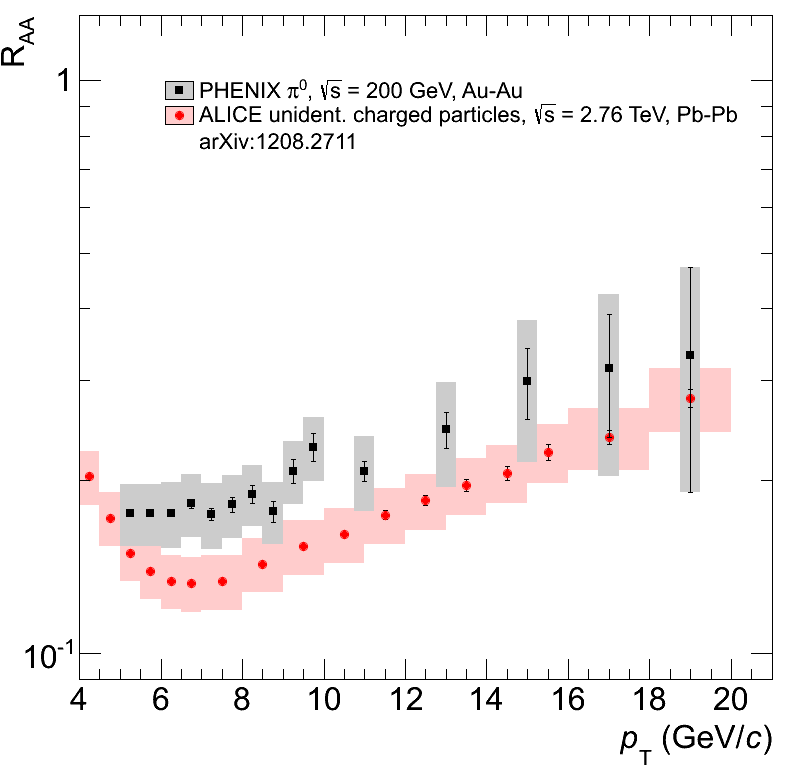 R_AA
1
PHENIX π⁰, √s = 200 GeV, Au-Au
ALICE unident. charged particles, √s = 2.76 TeV, Pb-Pb
arXiv:1208.2711
10⁻¹
4 6 8 10 12 14 16 18 20
p_T (GeV/c)